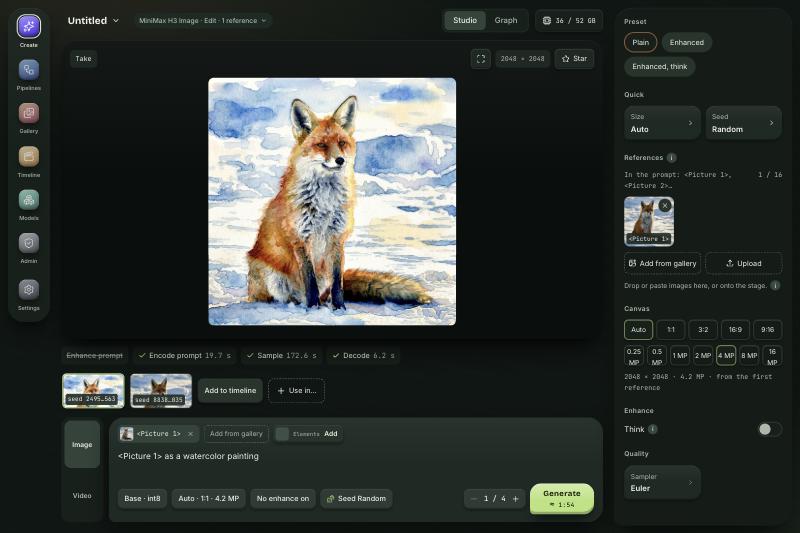 Create
Pipelines
Gallery
Timeline
Models
Admin
Settings
Untitled
MiniMax H3 Image · Edit · 1 reference
Studio
Graph
36 / 52 GB
Take
2048 × 2048
Star
Enhance prompt
Encode prompt 19.7 s
Sample 172.6 s
Decode 6.2 s
seed 2495…563
seed 8838…835
Add to timeline
Use in…
Image
Video
<Picture 1>
Add from gallery
Elements Add
<Picture 1> as a watercolor painting
Base · int8
Auto · 1:1 · 4.2 MP
No enhance on
Seed Random
1 / 4
Generate
≈ 1:54
Preset
Plain
Enhanced
Enhanced, think
Quick
Size
Auto
Seed
Random
References
In the prompt: <Picture 1>,
<Picture 2>…
1 / 16
<Picture 1>
Add from gallery
Upload
Drop or paste images here, or onto the stage.
Canvas
Auto
1:1
3:2
16:9
9:16
0.25 MP
0.5 MP
1 MP
2 MP
4 MP
8 MP
16 MP
2048 × 2048 · 4.2 MP · from the first
reference
Enhance
Think
Quality
Sampler
Euler